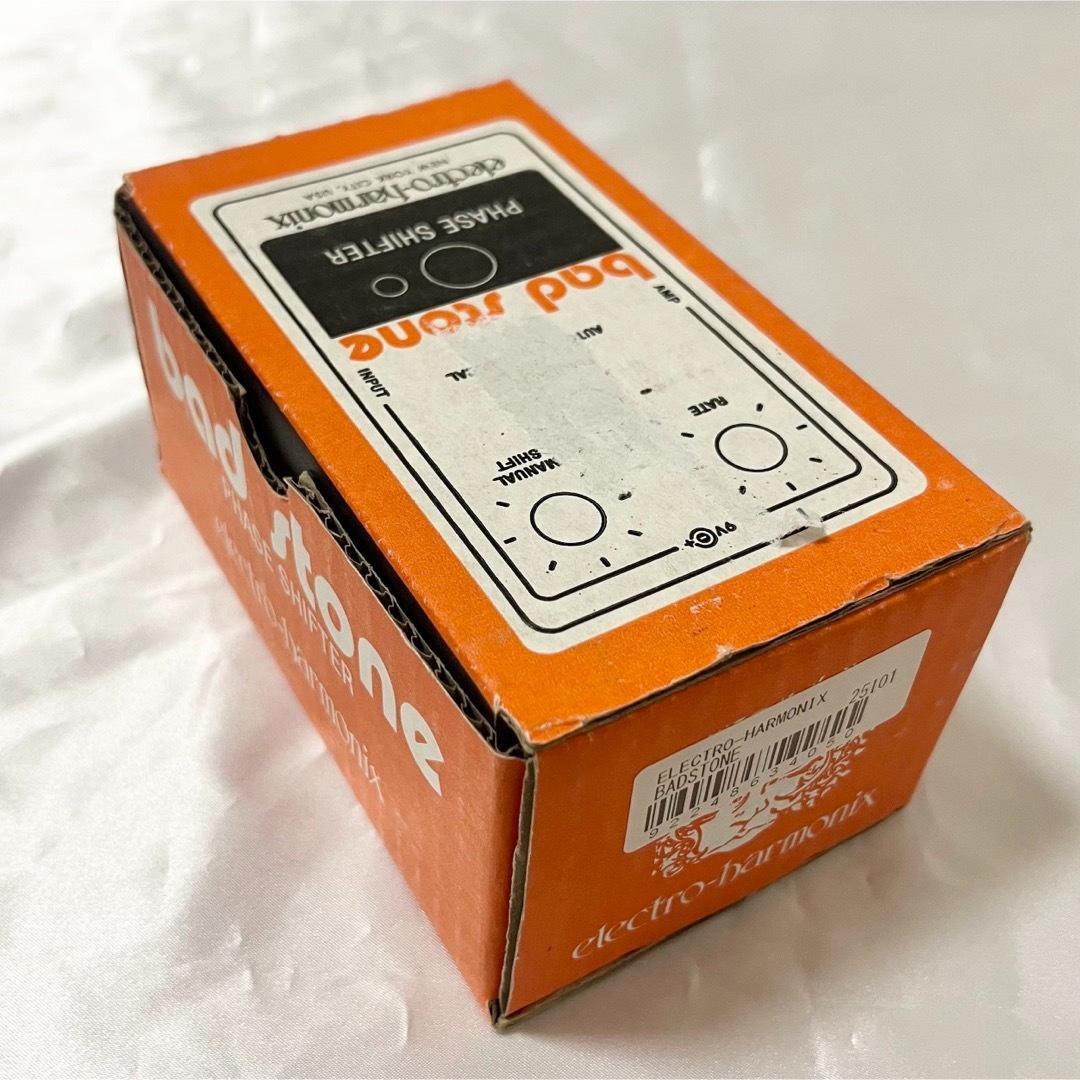 electro-harmonix
NEW YORK CITY, USA
PHASE SHIFTER
bad stone
INPUT
AMP
MANUAL
SHIFT
RATE
9V
bad stone
PHASE SHIFTER
electro-harmonix
ELECTRO-HARMONIX 25I01
BADSTONE
92248634050
electro-harmonix